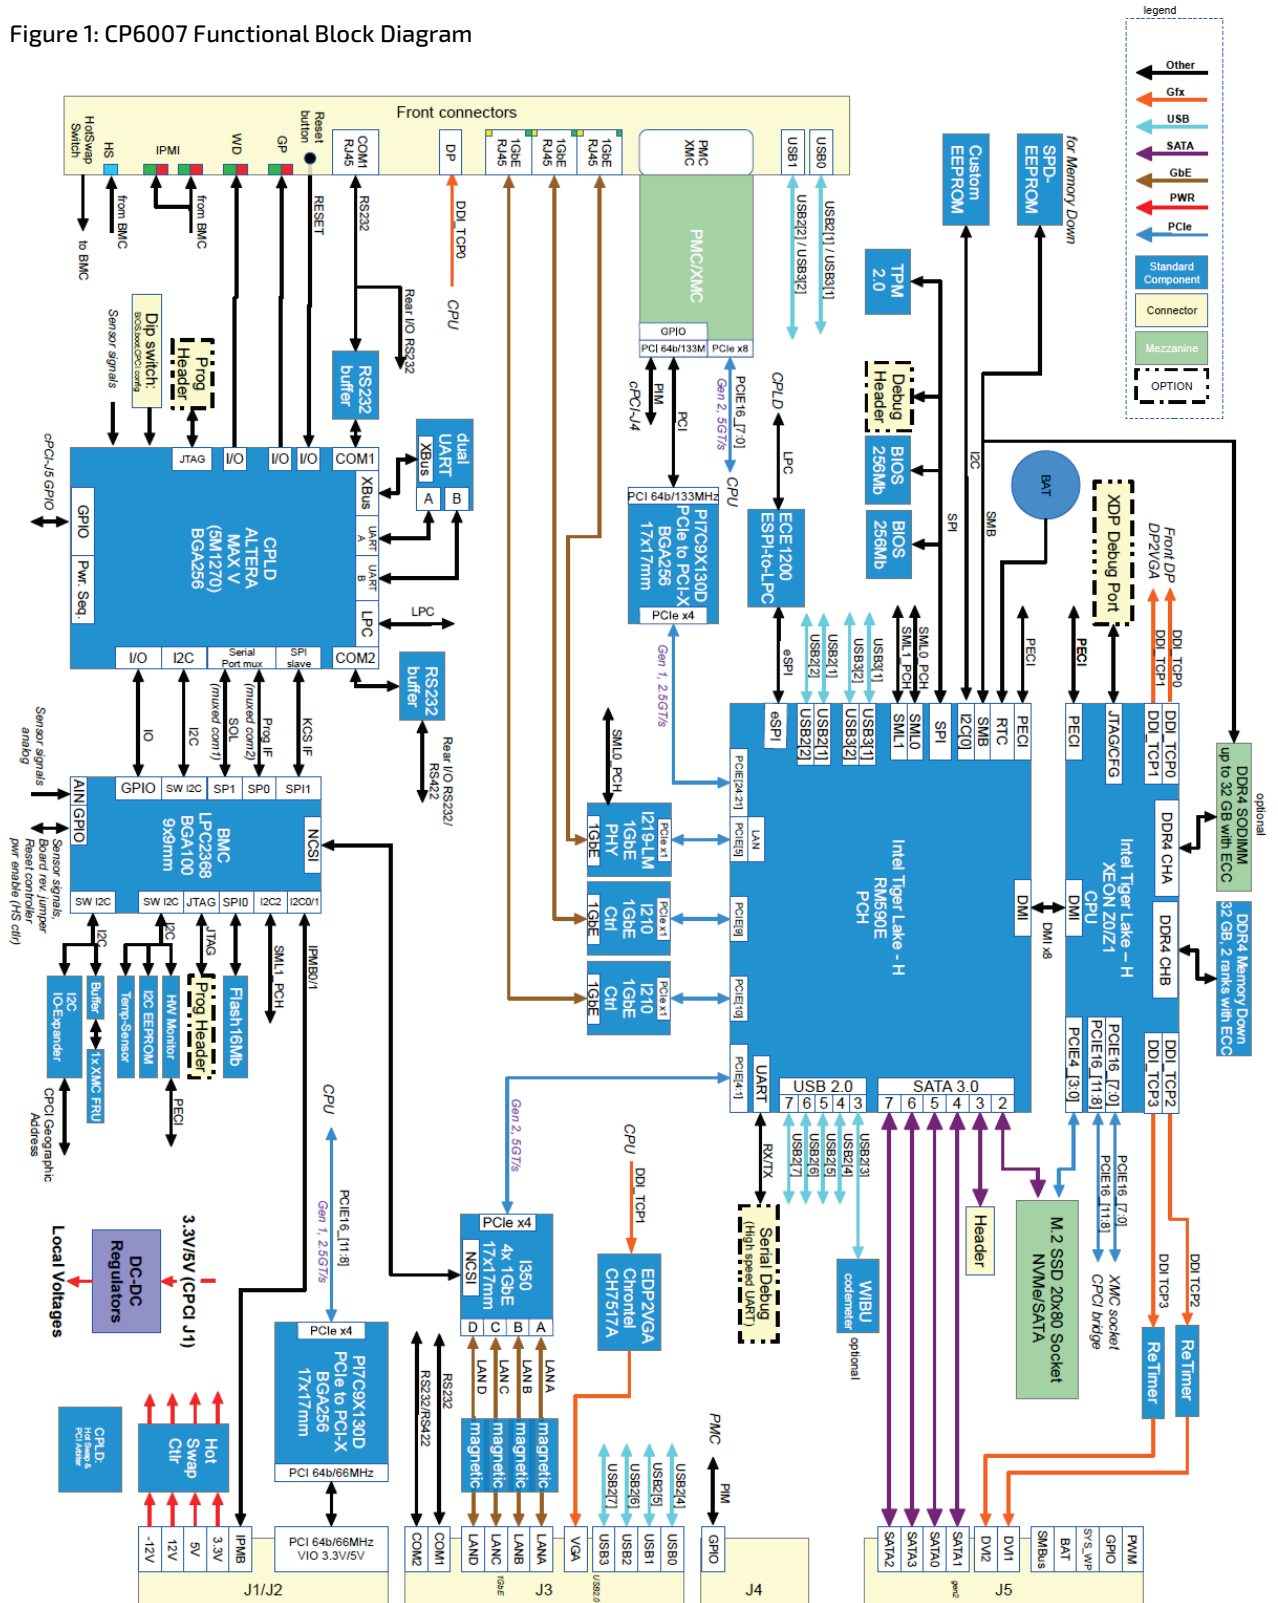 Figure 1: CP6007 Functional Block Diagram
legend
Other
Gfx
USB
SATA
GbE
PWR
PCIe
Standard
Component
Connector
Mezzanine
OPTION
Front connectors
HotSwap
Switch
HS
IPMI
WD
GP
Reset
button
COM1
RJ45
DP
1GbE
RJ45
1GbE
RJ45
1GbE
RJ45
PMC
XMC
USB1
USB0
to BMC
from BMC
from BMC
RESET
RS232
Rear I/O RS232
DDI_TCP0
CPU
PMC/XMC
GPIO
PCI 64b/133M
PCIe x8
USB2[2] / USB3[2]
USB2[1] / USB3[1]
Custom
EEPROM
SPD-
EEPROM
for Memory Down
TPM
2.0
Debug
Header
BIOS
256Mb
BIOS
256Mb
SPI
I2C
SMB
BAT
XDP Debug Port
Front DP
DP2VGA
DDI_TCP1
DDI_TCP0
Sensor signals
Dip switch:
BIOS boot,CPCI config
Prog
Header
RS232
buffer
dual
UART
XBus
A
B
cPCI-J5 GPIO
JTAG
I/O
I/O
I/O
COM1
XBus
UART
A
UART
B
LPC
COM2
GPIO
Pwr. Seq.
CPLD
ALTERA
MAX V
(5M1270)
BGA256
I/O
I2C
Serial
Port mux
SPI
slave
LPC
RS232
buffer
Rear I/O RS232/
RS422
PIM
cPCI-J4
PCI
PCIE16_[7:0]
Gen 2, 5GT/s
CPU
CPLD
LPC
PCI 64b/133MHz
PI7C9X130D
PCIe to PCI-X
BGA256
17x17mm
PCIe x4
ECE1200
ESPI-to-LPC
eSPI
Gen 1, 2.5GT/s
USB2[2]
USB2[1]
USB3[2]
USB3[1]
SML1_PCH
SML0_PCH
PECI
PECI
eSPI
USB2[2]
USB2[1]
USB3[2]
USB3[1]
SML1
SML0
SPI
I2C[0]
SMB
RTC
PECI
PECI
JTAG/CFG
DDI_TCP1
DDI_TCP0
IO
I2C
SOL
(muxed com1)
Prog IF
(muxed com2)
KCS IF
Sensor signals
analog
AIN
GPIO
GPIO
SW I2C
SP1
SP0
SPI1
NCSI
BMC
LPC2368
BGA100
9x9mm
SW I2C
SW I2C
JTAG
SPI0
I2C2
I2C0/1
Sensor signals,
Board rev. jumper
Reset controller
pwr enable (HS ctlr)
SML0_PCH
I219-LM
1GbE
PHY
PCIe x1
1GbE
I210
1GbE
Ctrl
PCIe x1
1GbE
I210
1GbE
Ctrl
PCIe x1
1GbE
PCIE[24:21]
LAN
PCIE[5]
PCIE[9]
PCIE[10]
PCIE[4:1]
Intel Tiger Lake - H
RM590E
PCH
DMI
DMI x8
DMI
Intel Tiger Lake – H
XEON Z0/Z1
CPU
DDR4 CHA
DDR4 CHB
DDR4 SODIMM
up to 32 GB with ECC
optional
DDR4 Memory Down
32 GB, 2 ranks with ECC
UART
USB 2.0
7
6
5
4
3
SATA 3.0
7
6
5
4
3
2
PCIE4_[3:0]
PCIE16_[11:8]
PCIE16_[7:0]
DDI_TCP3
DDI_TCP2
I2C
I2C
JTAG
SML1_PCH
IPMB0/1
I2C
IO-Expander
Buffer
1x XMC FRU
Temp-Sensor
I2C EEPROM
HW Monitor
Prog Header
Flash16Mb
CPCI Geographic
Address
PECI
CPU
PCIE16_[11:8]
Gen 1, 2.5GT/s
Gen 2, 5GT/s
CPU
DDI_TCP1
RX/TX
USB2[7]
USB2[6]
USB2[5]
USB2[4]
USB2[3]
Serial Debug
(High speed UART)
WIBU
codemeter
optional
Header
M.2 SSD 20x80 Socket
NVMe/SATA
PCIE16_[11:8]
PCIE16_[7:0]
CPCI bridge
XMC socket
DDI TCP3
DDI TCP2
ReTimer
ReTimer
Local Voltages
DC-DC
Regulators
3.3V/5V (CPCI J1)
PCIe x4
PI7C9X130D
PCIe to PCI-X
BGA256
17x17mm
PCI 64b/66MHz
PCIe x4
NCSI
I350
4x 1GbE
17x17mm
D
C
B
A
EDP2VGA
Chrontel
CH7517A
LAN D
LAN C
LAN B
LAN A
magnetic
magnetic
magnetic
magnetic
RS232/RS422
RS232
CPLD:
Hot Swap &
PCI Arbiter
Hot
Swap
Ctlr
USB2[7]
USB2[6]
USB2[5]
USB2[4]
PMC
PIM
-12V
12V
5V
3.3V
IPMB
PCI 64b/66MHz
VIO 3.3V/5V
J1/J2
COM2
COM1
LAND
LANC
LANB
LANA
1GbE
J3
VGA
USB3
USB2
USB1
USB0
USB2.0
GPIO
J4
SATA2
SATA3
SATA0
SATA1
gen2
DVI2
DVI1
SMBus
BAT
SYS_WP
GPIO
PWM
J5